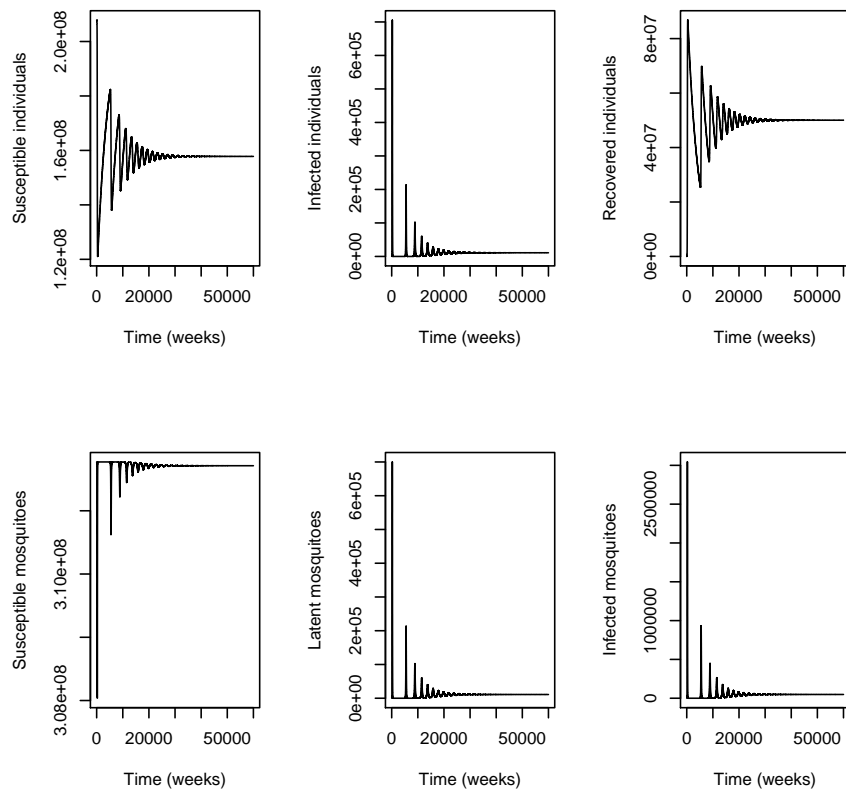 Susceptible individuals
1.2e+08 1.6e+08 2.0e+08
0 20000 50000
Time (weeks)
Infected individuals
0e+00 2e+05 4e+05 6e+05
0 20000 50000
Time (weeks)
Recovered individuals
0e+00 4e+07 8e+07
0 20000 50000
Time (weeks)
Susceptible mosquitoes
3.08e+08 3.10e+08
0 20000 50000
Time (weeks)
Latent mosquitoes
0e+00 2e+05 4e+05 6e+05
0 20000 50000
Time (weeks)
Infected mosquitoes
0 1000000 2500000
0 20000 50000
Time (weeks)